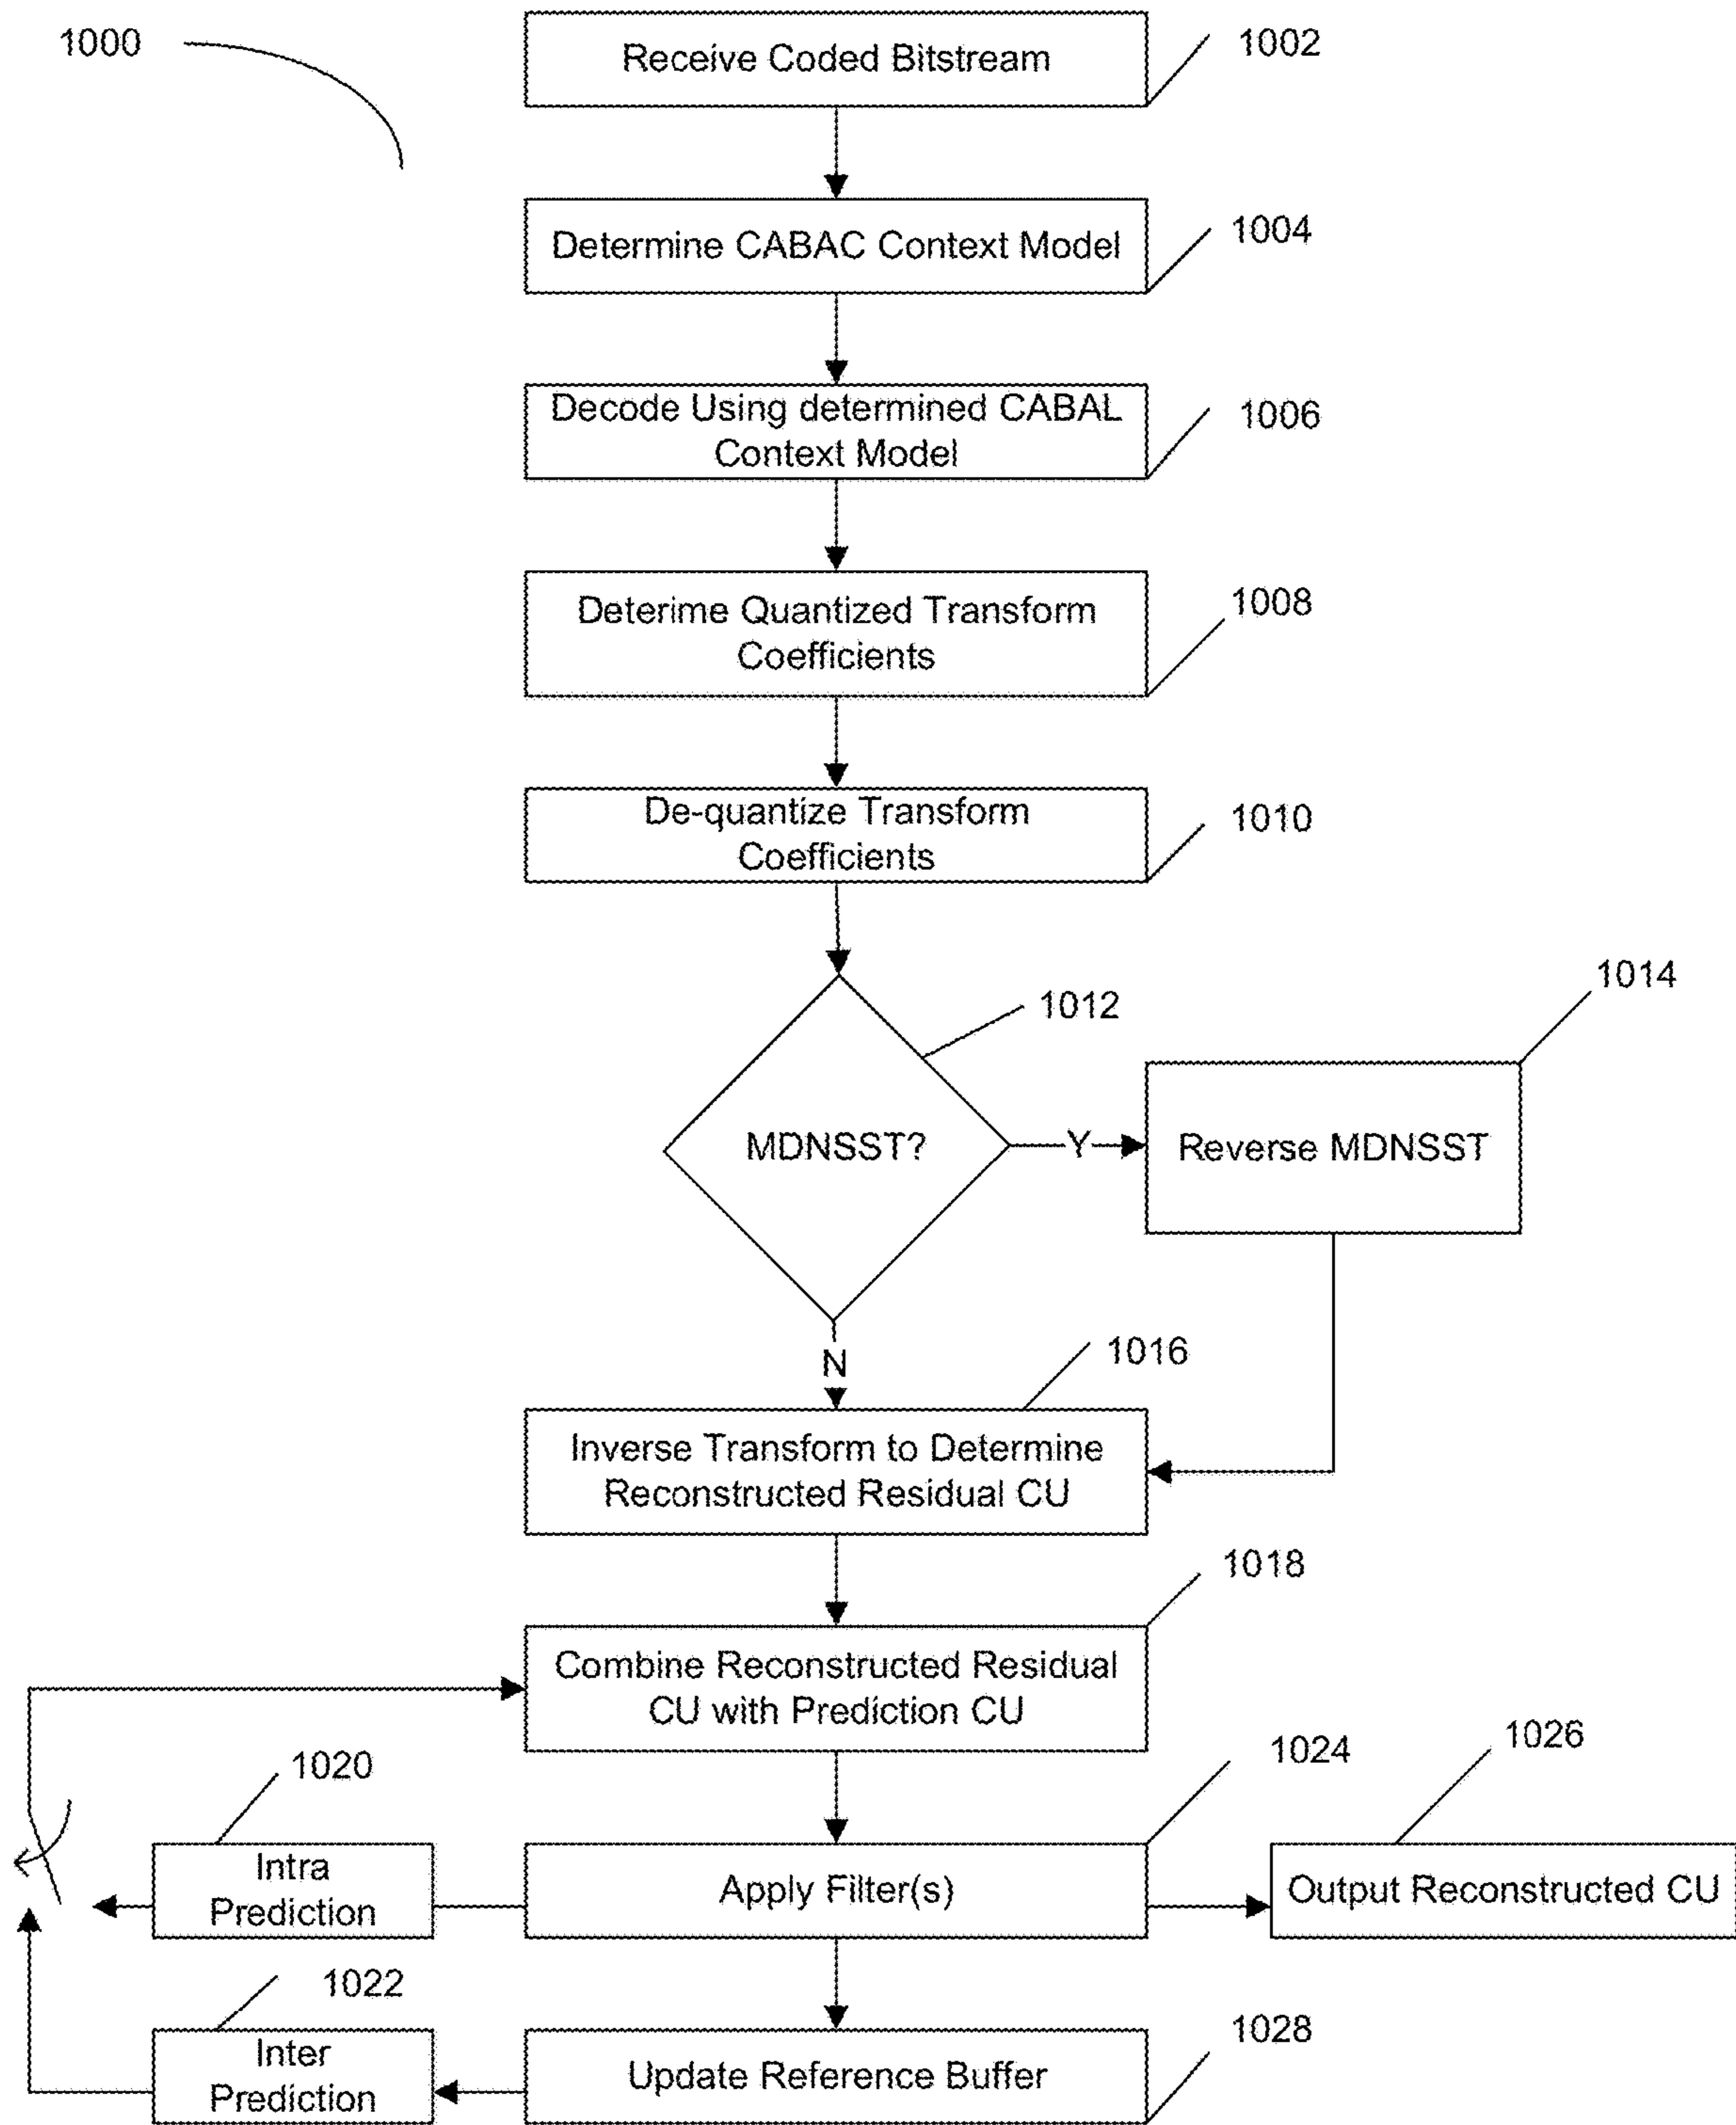 1000
Receive Coded Bitstream
1002
Determine CABAC Context Model
1004
Decode Using determined CABAL
Context Model
1006
Deterime Quantized Transform
Coefficients
1008
De-quantize Transform
Coefficients
1010
1012
1014
MDNSST?
Y
Reverse MDNSST
N
1016
Inverse Transform to Determine
Reconstructed Residual CU
1018
Combine Reconstructed Residual
CU with Prediction CU
1020
1024
1026
Intra
Prediction
Apply Filter(s)
Output Reconstructed CU
1022
1028
Inter
Prediction
Update Reference Buffer